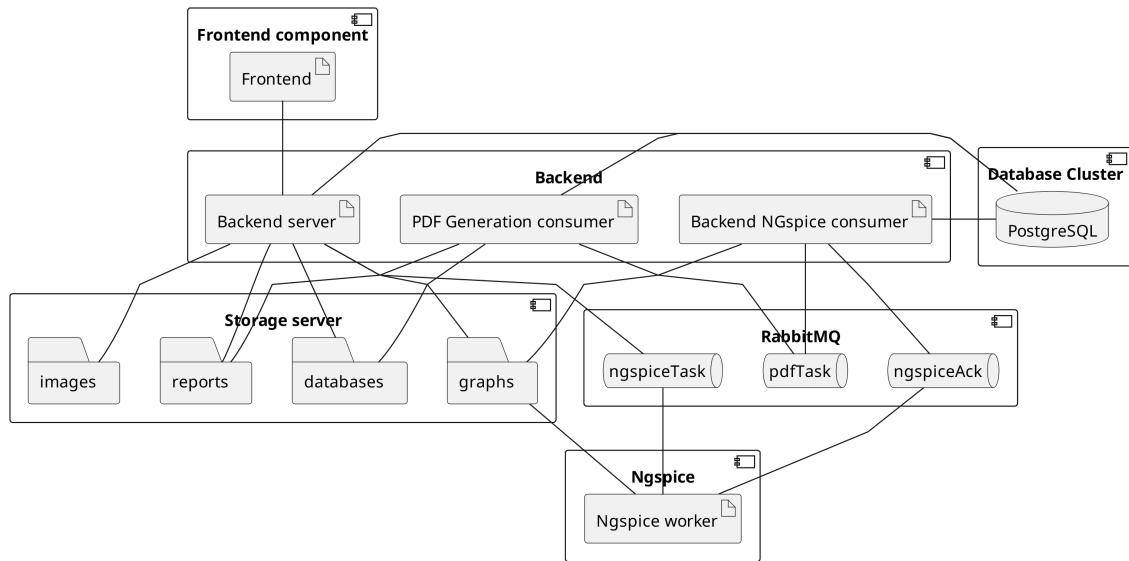 Frontend component
Frontend
Backend
Database Cluster
Backend server
PDF Generation consumer
Backend NGspice consumer
PostgreSQL
Storage server
RabbitMQ
images
reports
databases
graphs
ngspiceTask
pdfTask
ngspiceAck
Ngspice
Ngspice worker